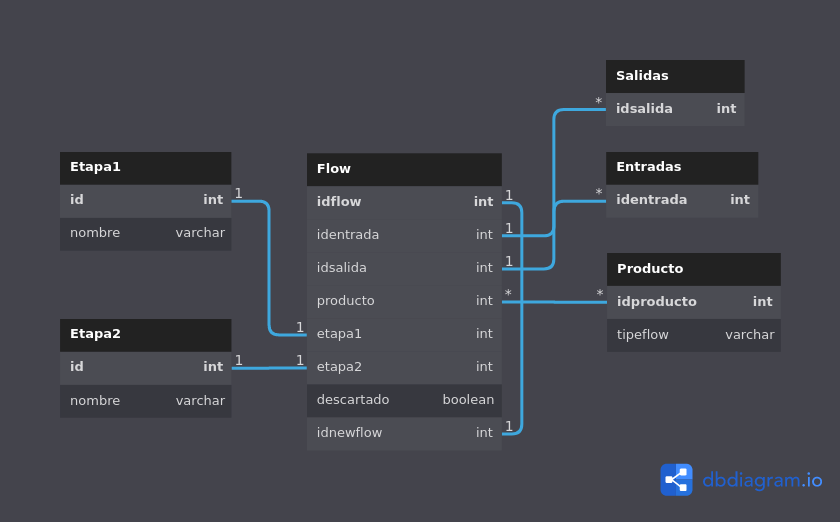 Etapa1
id int
nombre varchar
Etapa2
id int
nombre varchar
1
1
1
1
Flow
idflow int
identrada int
idsalida int
producto int
etapa1 int
etapa2 int
descartado boolean
idnewflow int
1
1
1
*
1
*
*
*
Salidas
idsalida int
Entradas
identrada int
Producto
idproducto int
tipeflow varchar
dbdiagram.io